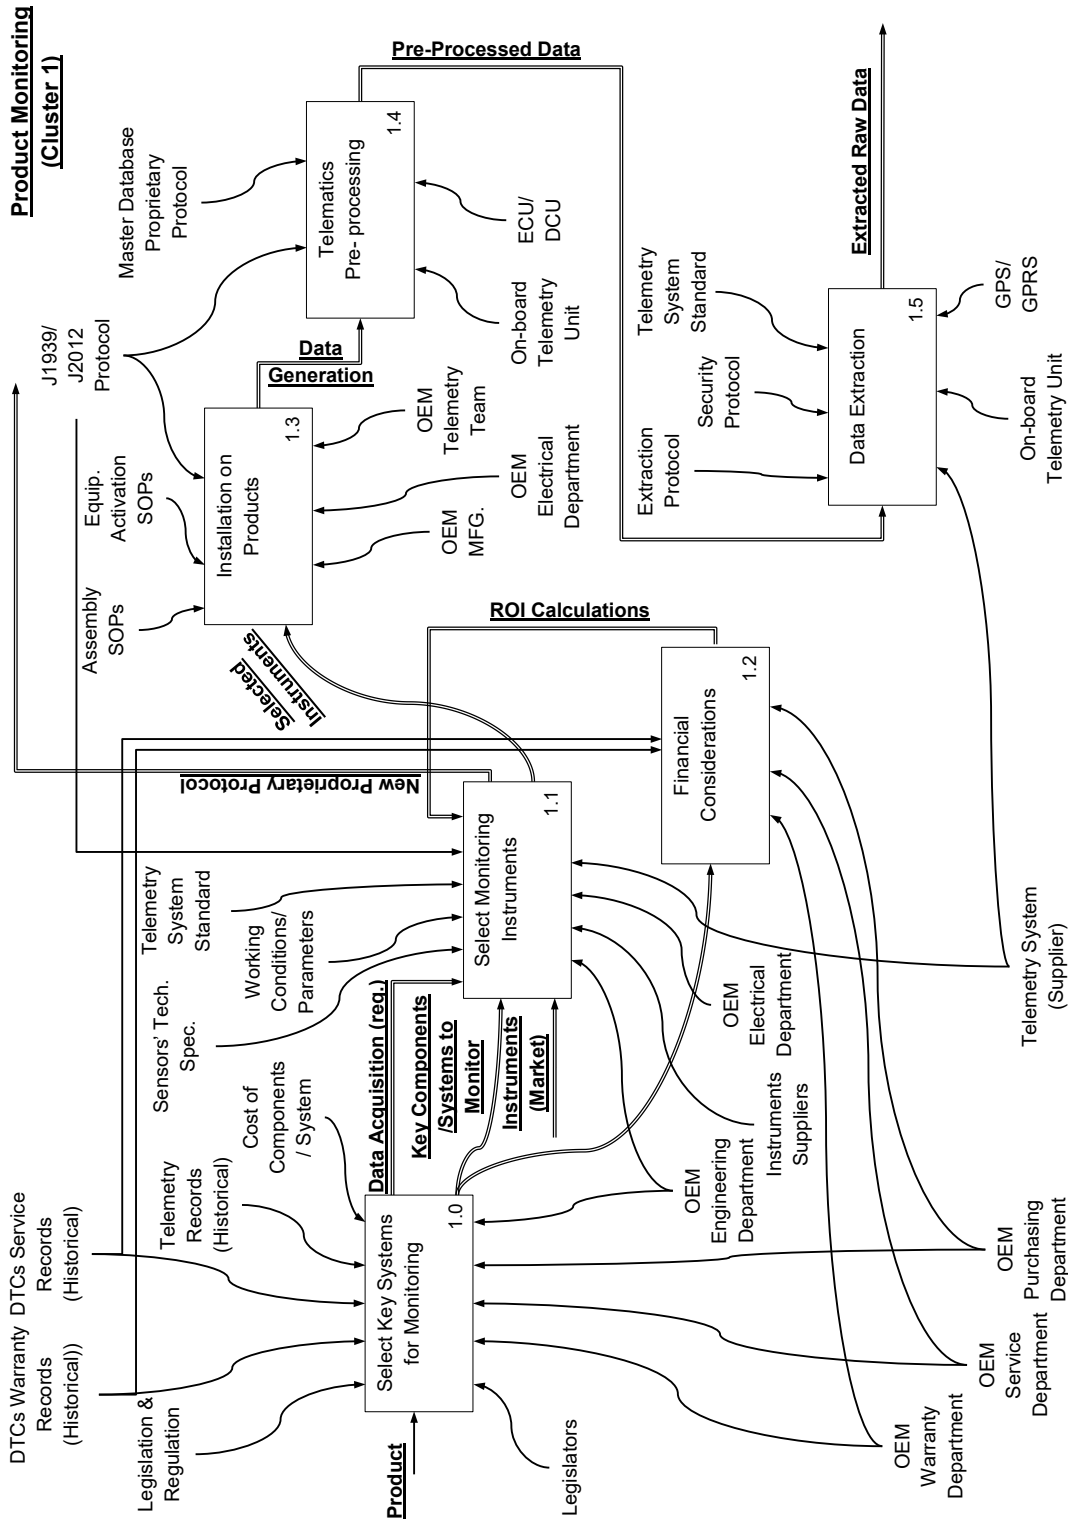 Product Monitoring
(Cluster 1)
DTCs Warranty
Records
(Historical))
DTCs Service
Records
(Historical)
Legislation &
Regulation
Telemetry
Records
(Historical)
Cost of
Components
/ System
Product
Select Key Systems
for Monitoring
1.0
Legislators
OEM
Warranty
Department
OEM
Service
Department
OEM
Purchasing
Department
OEM
Engineering
Department
Data Acquisition (req.)
Key Components
/Systems to
Monitor
Instruments
(Market)
Sensors' Tech.
Spec.
Working
Conditions/
Parameters
Telemetry
System
Standard
Select Monitoring
Instruments
1.1
Instruments
Suppliers
OEM
Electrical
Department
Telemetry System
(Supplier)
New Proprietary Protocol
Selected
Instruments
ROI Calculations
Financial
Considerations
1.2
Assembly
SOPs
Equip.
Activation
SOPs
J1939/
J2012
Protocol
Installation on
Products
1.3
OEM
MFG.
OEM
Electrical
Department
OEM
Telemetry
Team
Data
Generation
Master Database
Proprietary
Protocol
Telematics
Pre- processing
1.4
On-board
Telemetry
Unit
ECU/
DCU
Pre-Processed Data
Extraction
Protocol
Security
Protocol
Telemetry
System
Standard
Data Extraction
1.5
On-board
Telemetry Unit
GPS/
GPRS
Extracted Raw Data